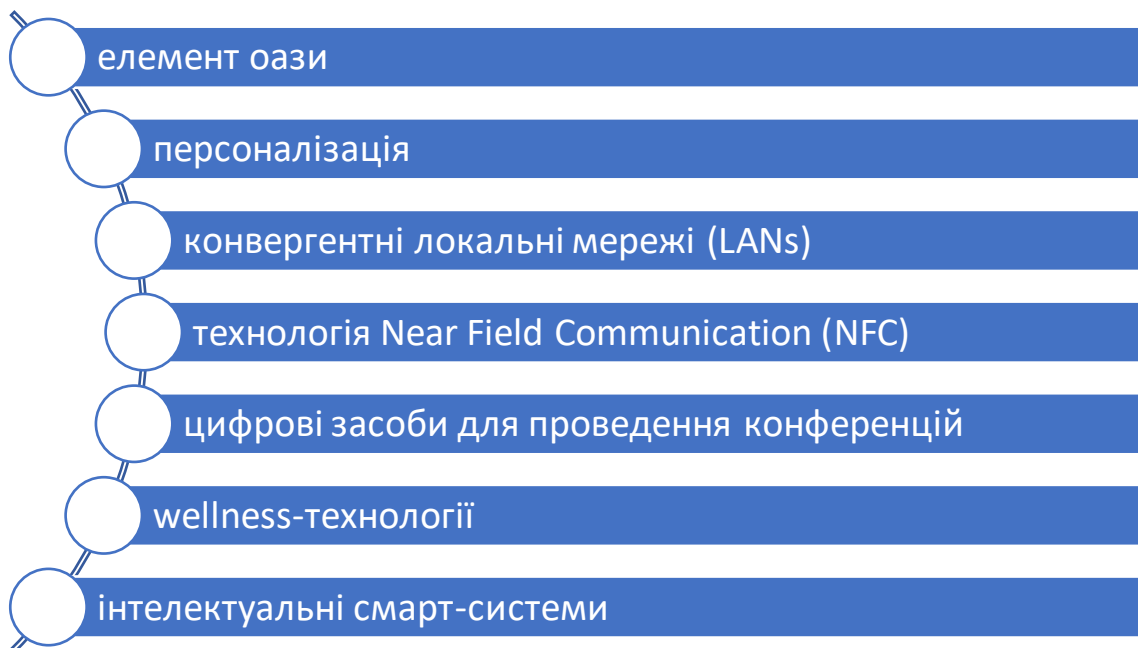 елемент оази
персоналізація
конвергентні локальні мережі (LANs)
технологія Near Field Communication (NFC)
цифрові засоби для проведення конференцій
wellness-технології
інтелектуальні смарт-системи